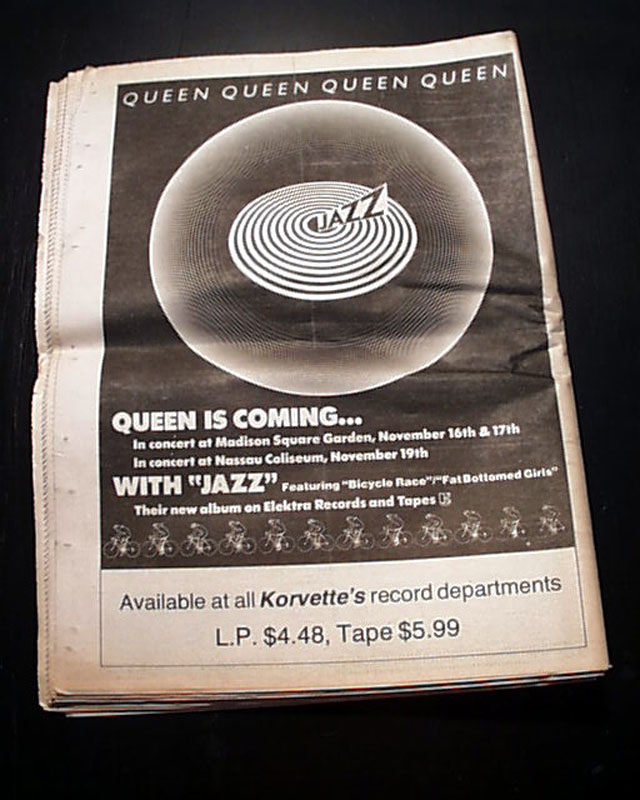 QUEEN QUEEN QUEEN QUEEN
JAZZ
QUEEN IS COMING...
In concert at Madison Square Garden, November 16th & 17th
In concert at Nassau Coliseum, November 19th
WITH "JAZZ" Featuring "Bicycle Race"/"Fat Bottomed Girls"
Their new album on Elektra Records and Tapes
Available at all Korvette's record departments
L.P. $4.48, Tape $5.99